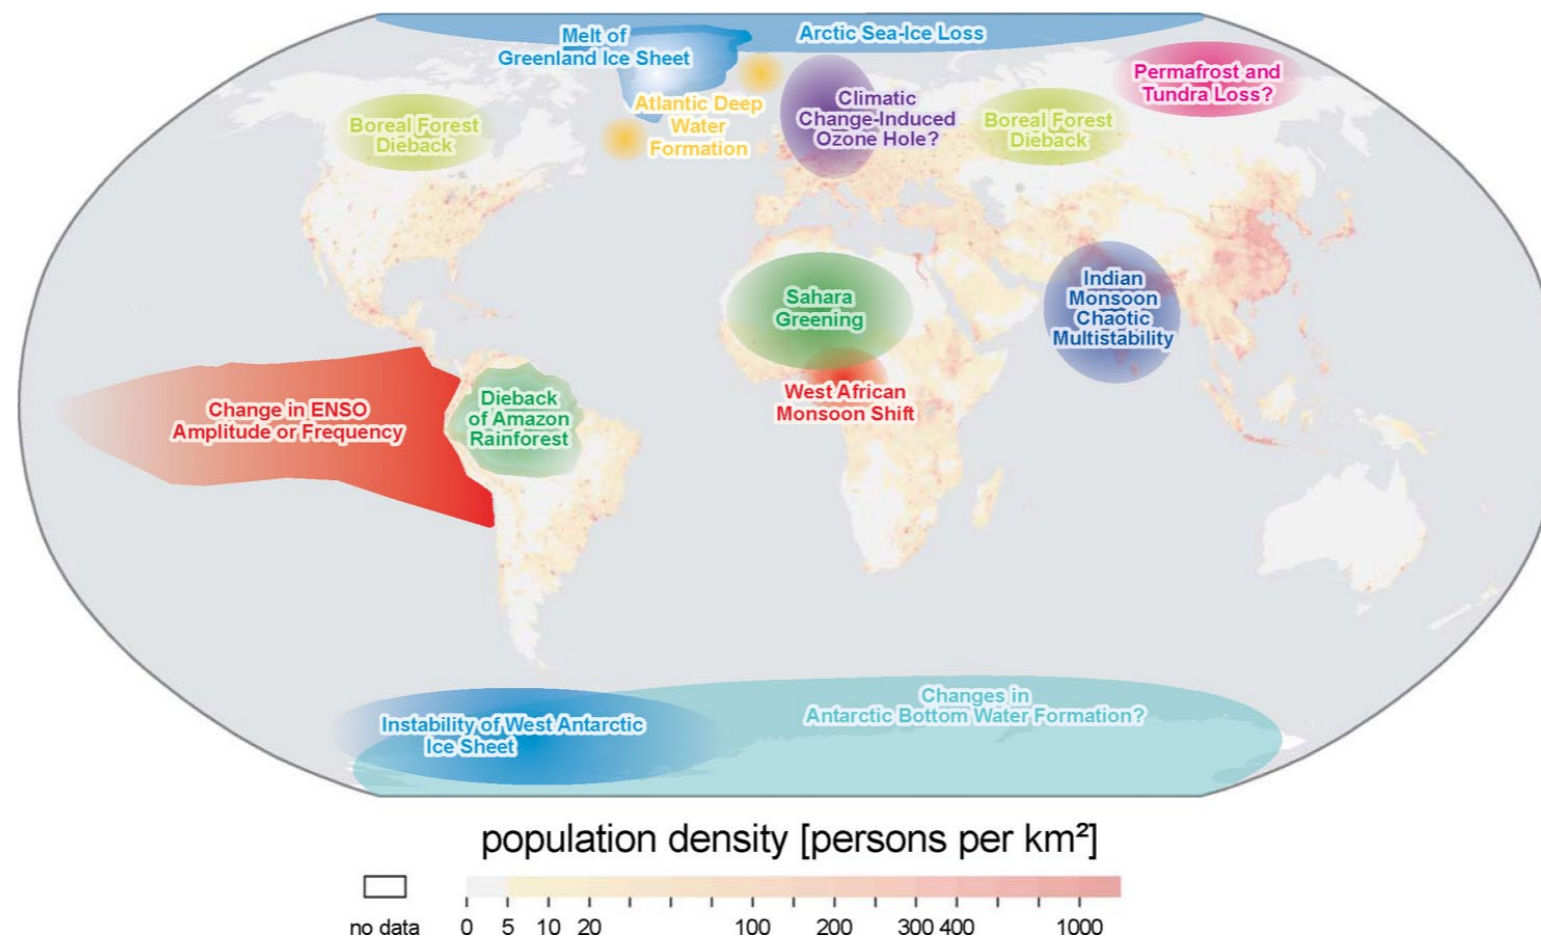 Melt of
Greenland Ice Sheet
Arctic Sea-Ice Loss
Permafrost and
Tundra Loss?
Atlantic Deep
Water
Formation
Climatic
Change-Induced
Ozone Hole?
Boreal Forest
Dieback
Boreal Forest
Dieback
Indian
Monsoon
Chaotic
Multistability
Sahara
Greening
West African
Monsoon Shift
Change in ENSO
Amplitude or Frequency
Dieback
of Amazon
Rainforest
Changes in
Antarctic Bottom Water Formation?
Instability of West Antarctic
Ice Sheet
population density [persons per km²]
no data 0 5 10 20 100 200 300 400 1000